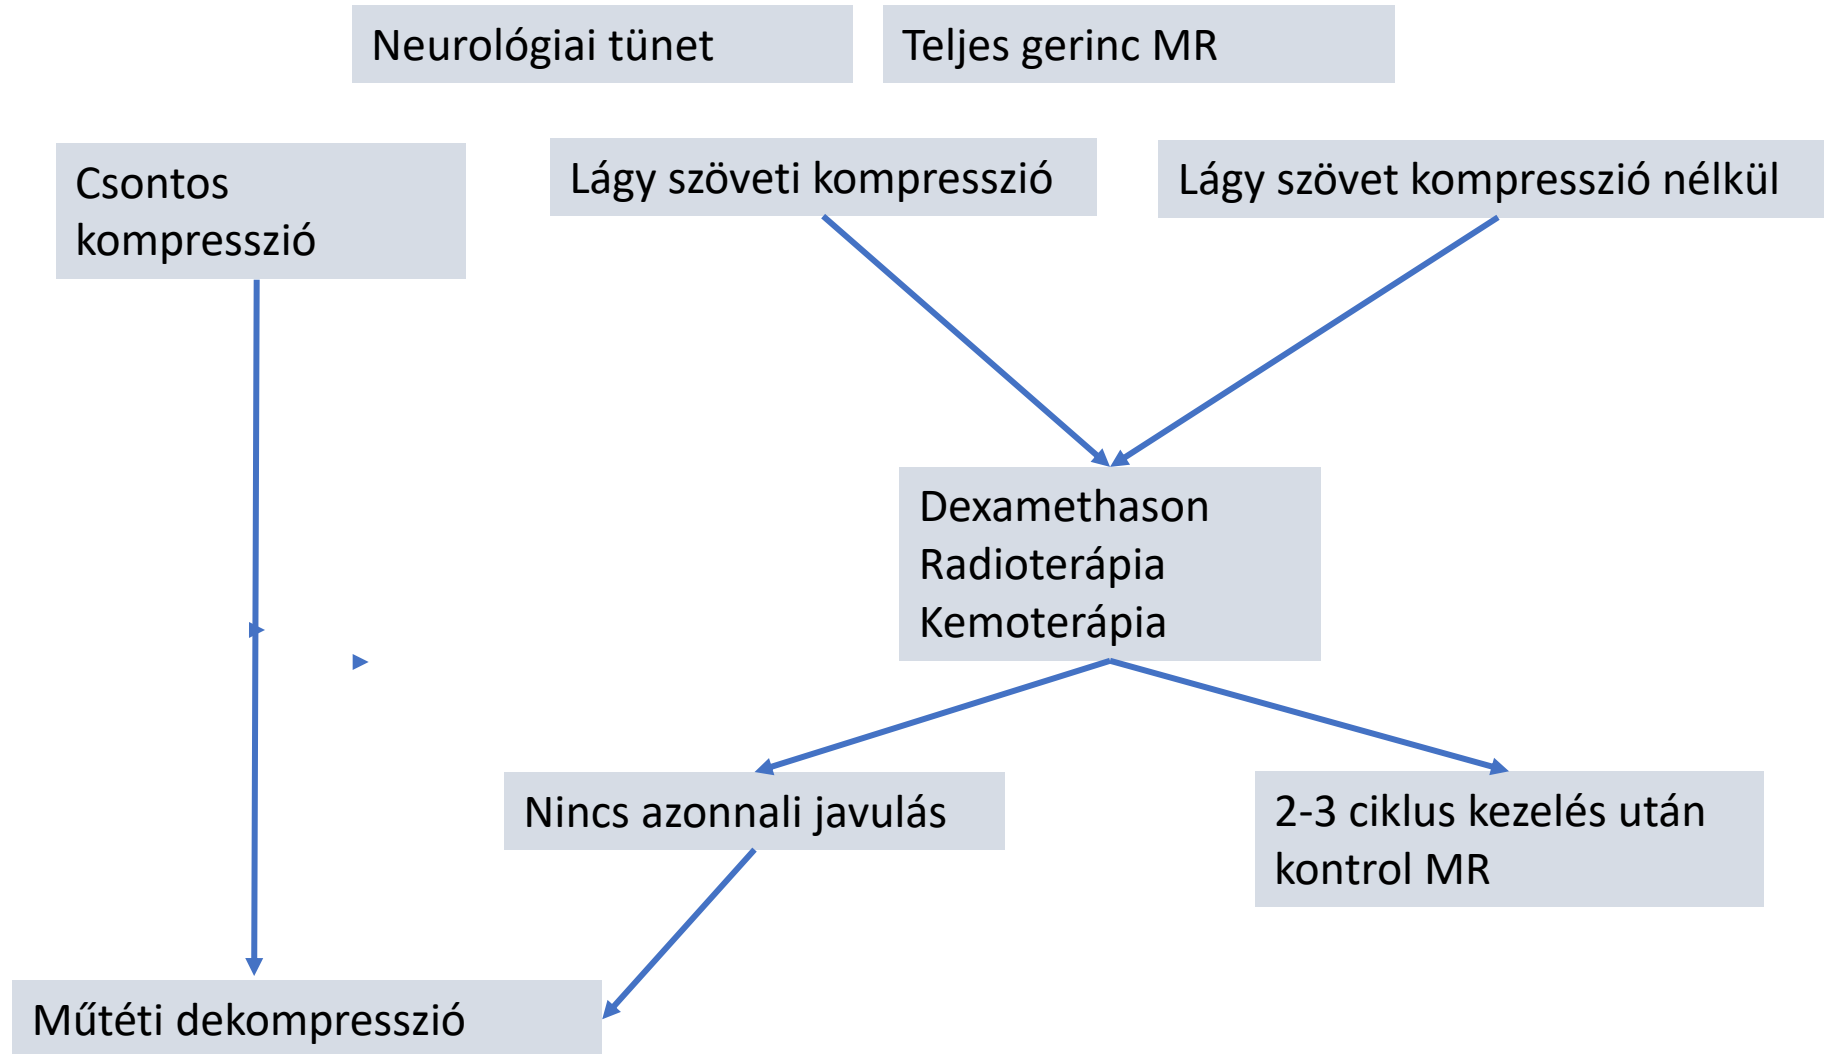 Neurológiai tünet
Teljes gerinc MR
Csontos
kompresszió
Lágy szöveti kompresszió
Lágy szövet kompresszió nélkül
Dexamethason
Radioterápia
Kemoterápia
Nincs azonnali javulás
2-3 ciklus kezelés után
kontrol MR
Műtéti dekompresszió